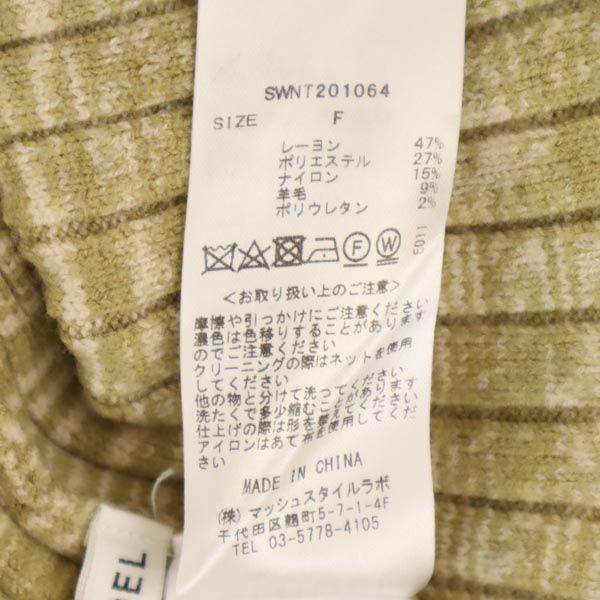 SWNT201064
SIZE F
レーヨン 47%
ポリエステル 27%
ナイロン 15%
羊毛 9%
ポリウレタン 2%
F W E011
<お取り扱い上のご注意>
摩擦や引っかけにご注意ください
濃色は色移りすることがあります
のでご注意ください
クリーニングの際はネットを使用
してください
他の物と分けて洗ってください
洗たくで多少縮むことがあります
仕上げの際は形を整えてください
アイロンはあて布を使用してくだ
さい
MADE IN CHINA
(株)マッシュスタイルラボ
千代田区麹町5-7-1-4F
TEL 03-5778-4105
DEL